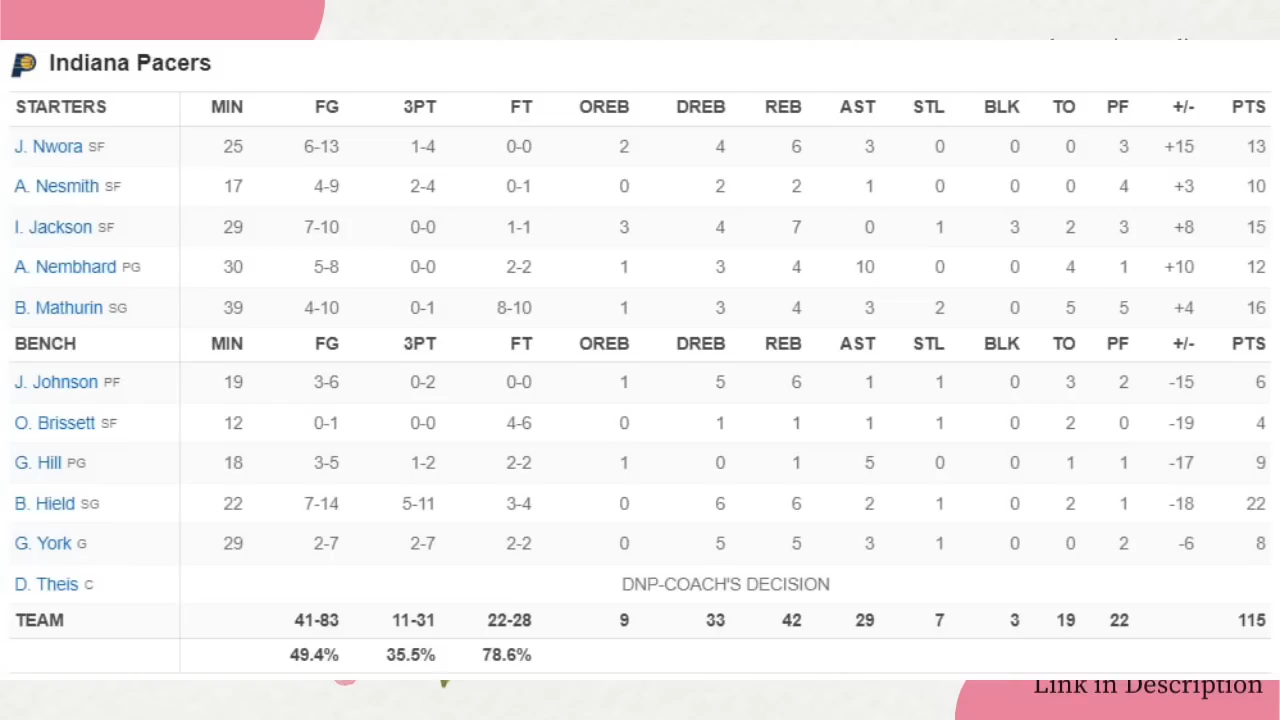 Indiana Pacers
STARTERS MIN FG 3PT FT OREB DREB REB AST STL BLK TO PF +/- PTS
J. Nwora SF 25 6-13 1-4 0-0 2 4 6 3 0 0 0 3 +15 13
A. Nesmith SF 17 4-9 2-4 0-1 0 2 2 1 0 0 0 4 +3 10
I. Jackson SF 29 7-10 0-0 1-1 3 4 7 0 1 3 2 3 +8 15
A. Nembhard PG 30 5-8 0-0 2-2 1 3 4 10 0 0 4 1 +10 12
B. Mathurin SG 39 4-10 0-1 8-10 1 3 4 3 2 0 5 5 +4 16
BENCH MIN FG 3PT FT OREB DREB REB AST STL BLK TO PF +/- PTS
J. Johnson PF 19 3-6 0-2 0-0 1 5 6 1 1 0 3 2 -15 6
O. Brissett SF 12 0-1 0-0 4-6 0 1 1 1 1 0 2 0 -19 4
G. Hill PG 18 3-5 1-2 2-2 1 0 1 5 0 0 1 1 -17 9
B. Hield SG 22 7-14 5-11 3-4 0 6 6 2 1 0 2 1 -18 22
G. York G 29 2-7 2-7 2-2 0 5 5 3 1 0 0 2 -6 8
D. Theis C DNP-COACH'S DECISION
TEAM 41-83 11-31 22-28 9 33 42 29 7 3 19 22 115
49.4% 35.5% 78.6%
Link in Description